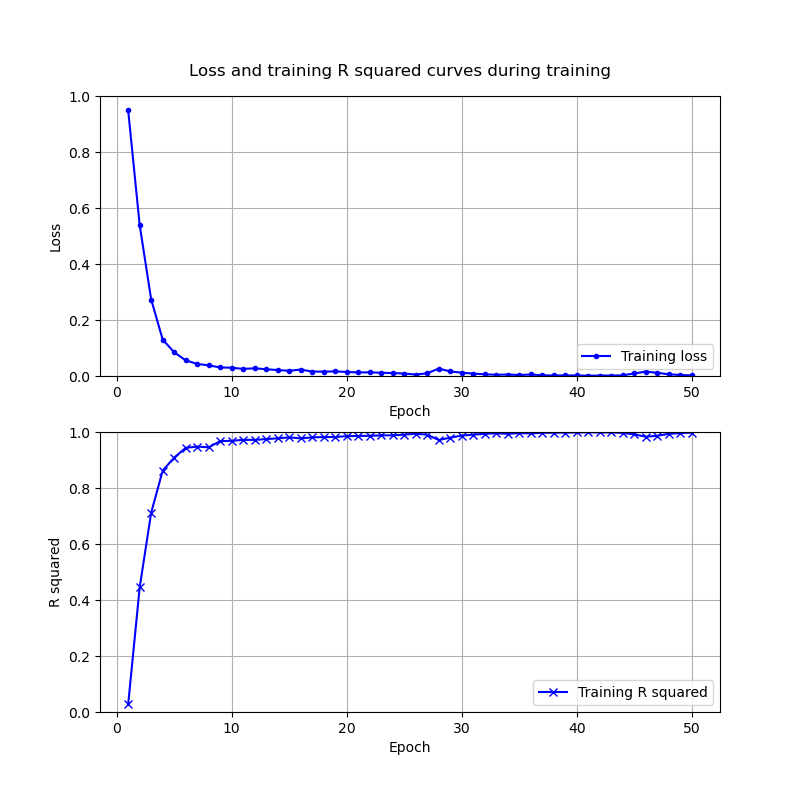 Loss and training R squared curves during training
1.0
0.8
0.6
0.4
0.2
0.0
Loss
Training loss
0 10 20 30 40 50
Epoch
1.0
0.8
0.6
0.4
0.2
0.0
R squared
Training R squared
0 10 20 30 40 50
Epoch